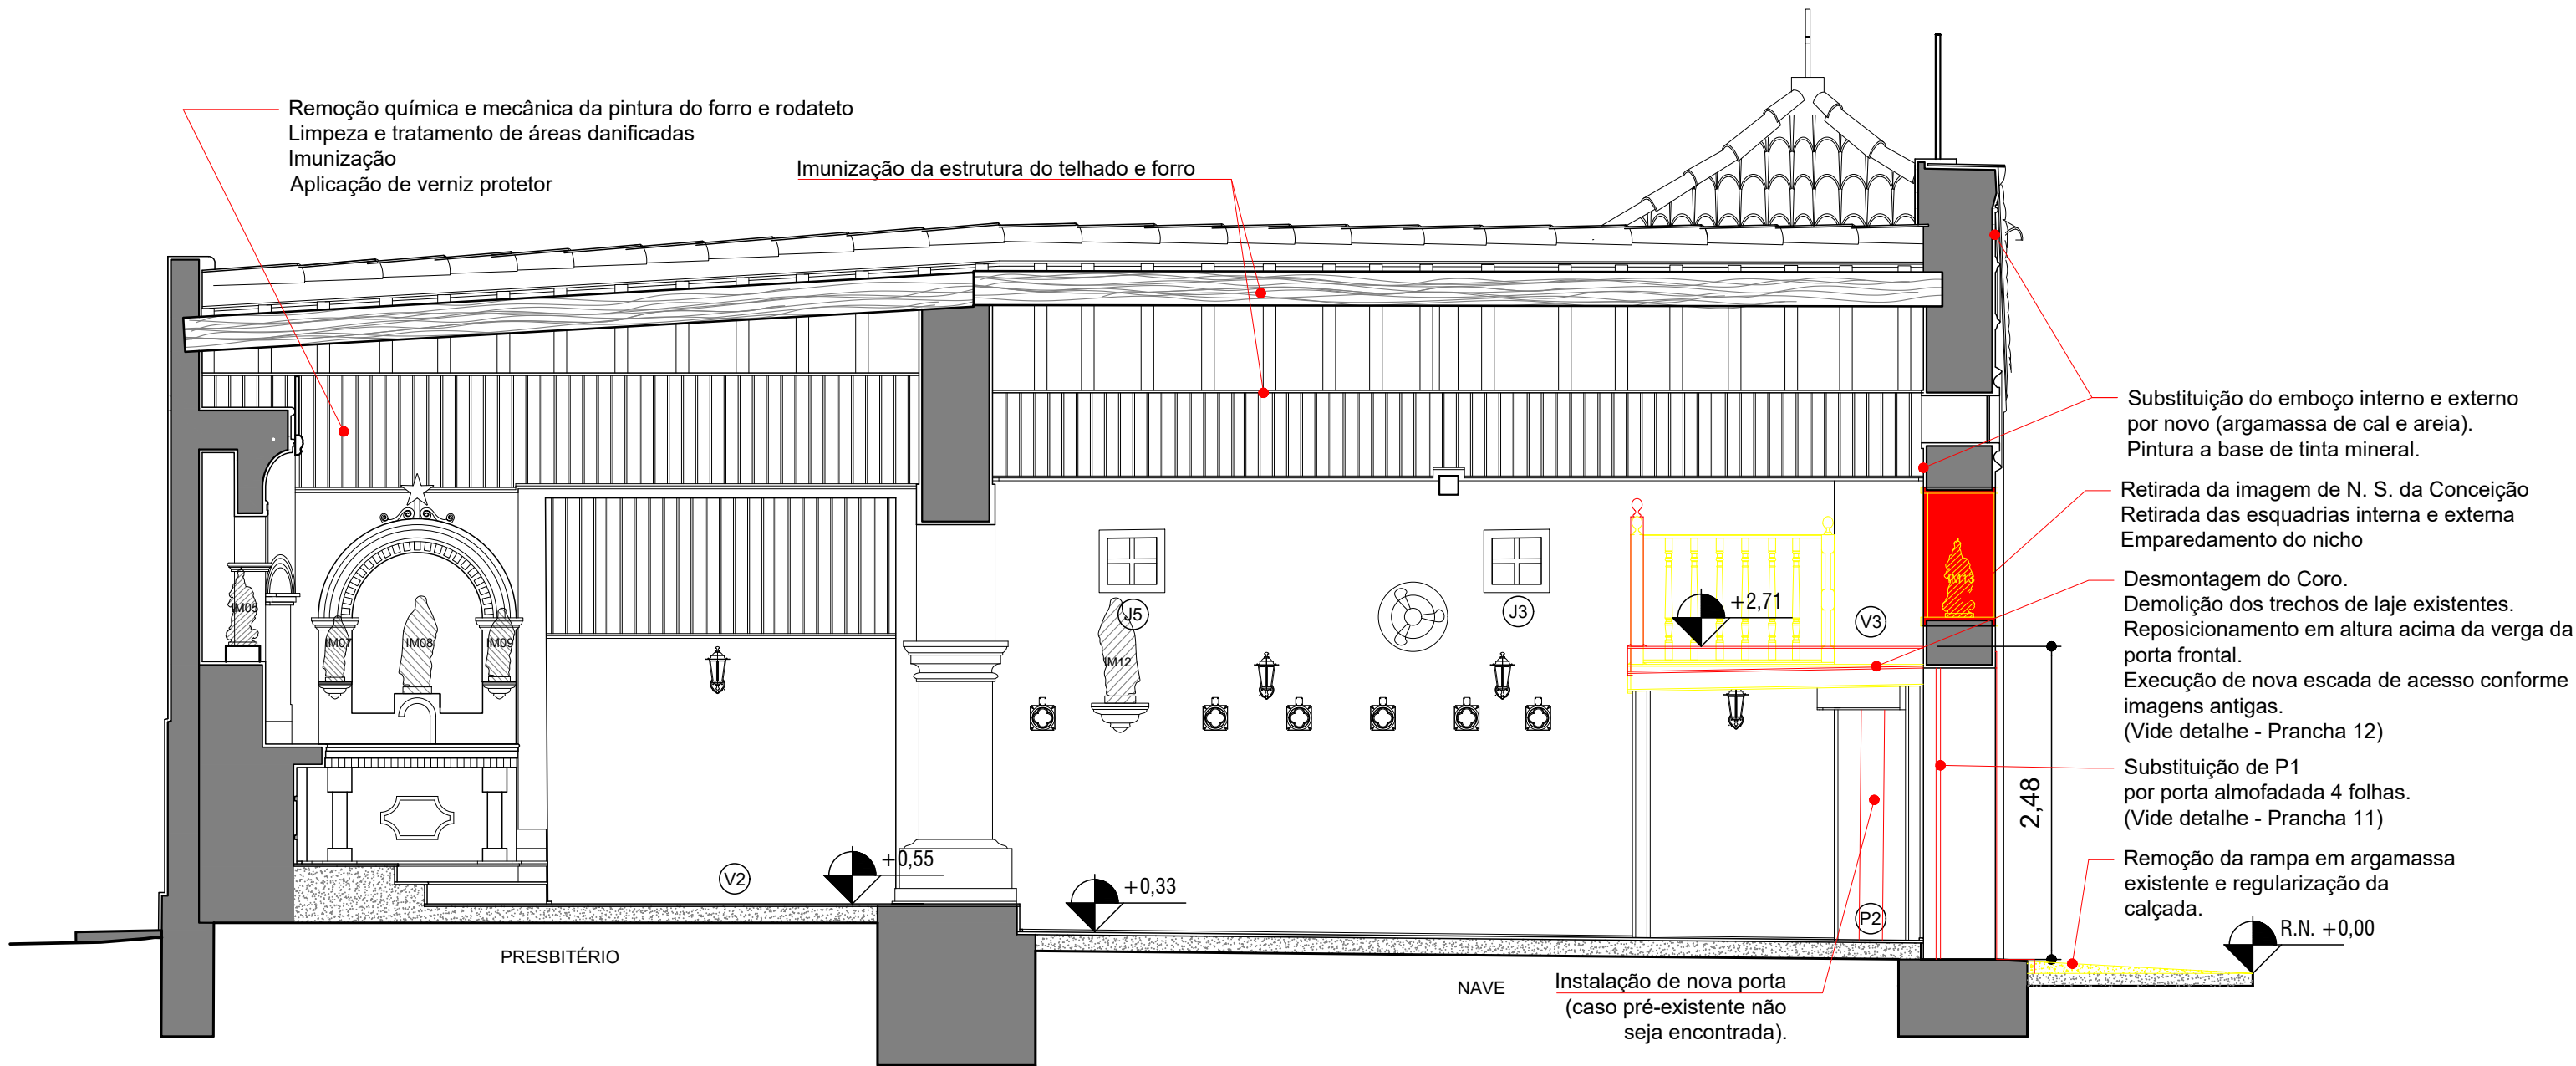 Remoção química e mecânica da pintura do forro e rodateto
Limpeza e tratamento de áreas danificadas
Imunização
Aplicação de verniz protetor
Imunização da estrutura do telhado e forro
Substituição do emboço interno e externo
por novo (argamassa de cal e areia).
Pintura a base de tinta mineral.
Retirada da imagem de N. S. da Conceição
Retirada das esquadrias interna e externa
Emparedamento do nicho
Desmontagem do Coro.
Demolição dos trechos de laje existentes.
Reposicionamento em altura acima da verga da
porta frontal.
Execução de nova escada de acesso conforme
imagens antigas.
(Vide detalhe - Prancha 12)
Substituição de P1
por porta almofadada 4 folhas.
(Vide detalhe - Prancha 11)
Remoção da rampa em argamassa
existente e regularização da
calçada.
R.N. +0,00
IM05
IM07
IM08
IM09
IM12
IM13
J5
J3
V3
+2,71
2,48
V2
+0,55
+0,33
P2
PRESBITÉRIO
NAVE
Instalação de nova porta
(caso pré-existente não
seja encontrada).